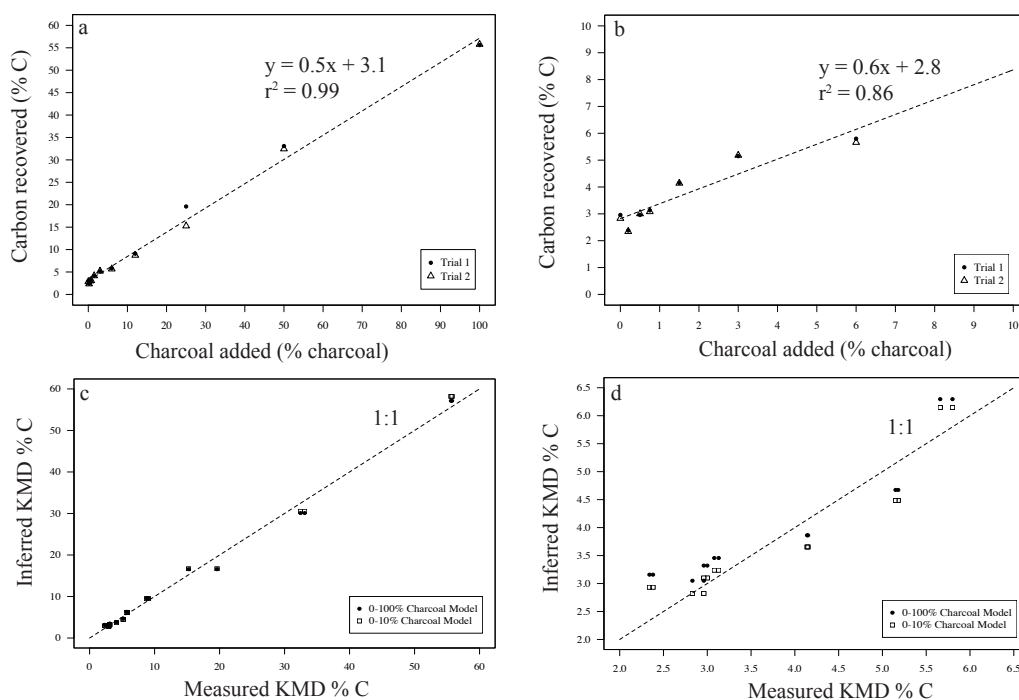 a
y = 0.5x + 3.1
r² = 0.99
Carbon recovered (% C)
60
55
50
45
40
35
30
25
20
15
10
5
0
Trial 1
Trial 2
0 10 20 30 40 50 60 70 80 90 100
Charcoal added (% charcoal)
b
y = 0.6x + 2.8
r² = 0.86
Carbon recovered (% C)
10
9
8
7
6
5
4
3
2
1
0
Trial 1
Trial 2
0 1 2 3 4 5 6 7 8 9 10
Charcoal added (% charcoal)
c
1:1
Inferred KMD % C
60
50
40
30
20
10
0
0-100% Charcoal Model
0-10% Charcoal Model
0 10 20 30 40 50 60
Measured KMD % C
d
1:1
Inferred KMD % C
6.5
6.0
5.5
5.0
4.5
4.0
3.5
3.0
2.5
2.0
0-100% Charcoal Model
0-10% Charcoal Model
2.0 2.5 3.0 3.5 4.0 4.5 5.0 5.5 6.0 6.5
Measured KMD % C